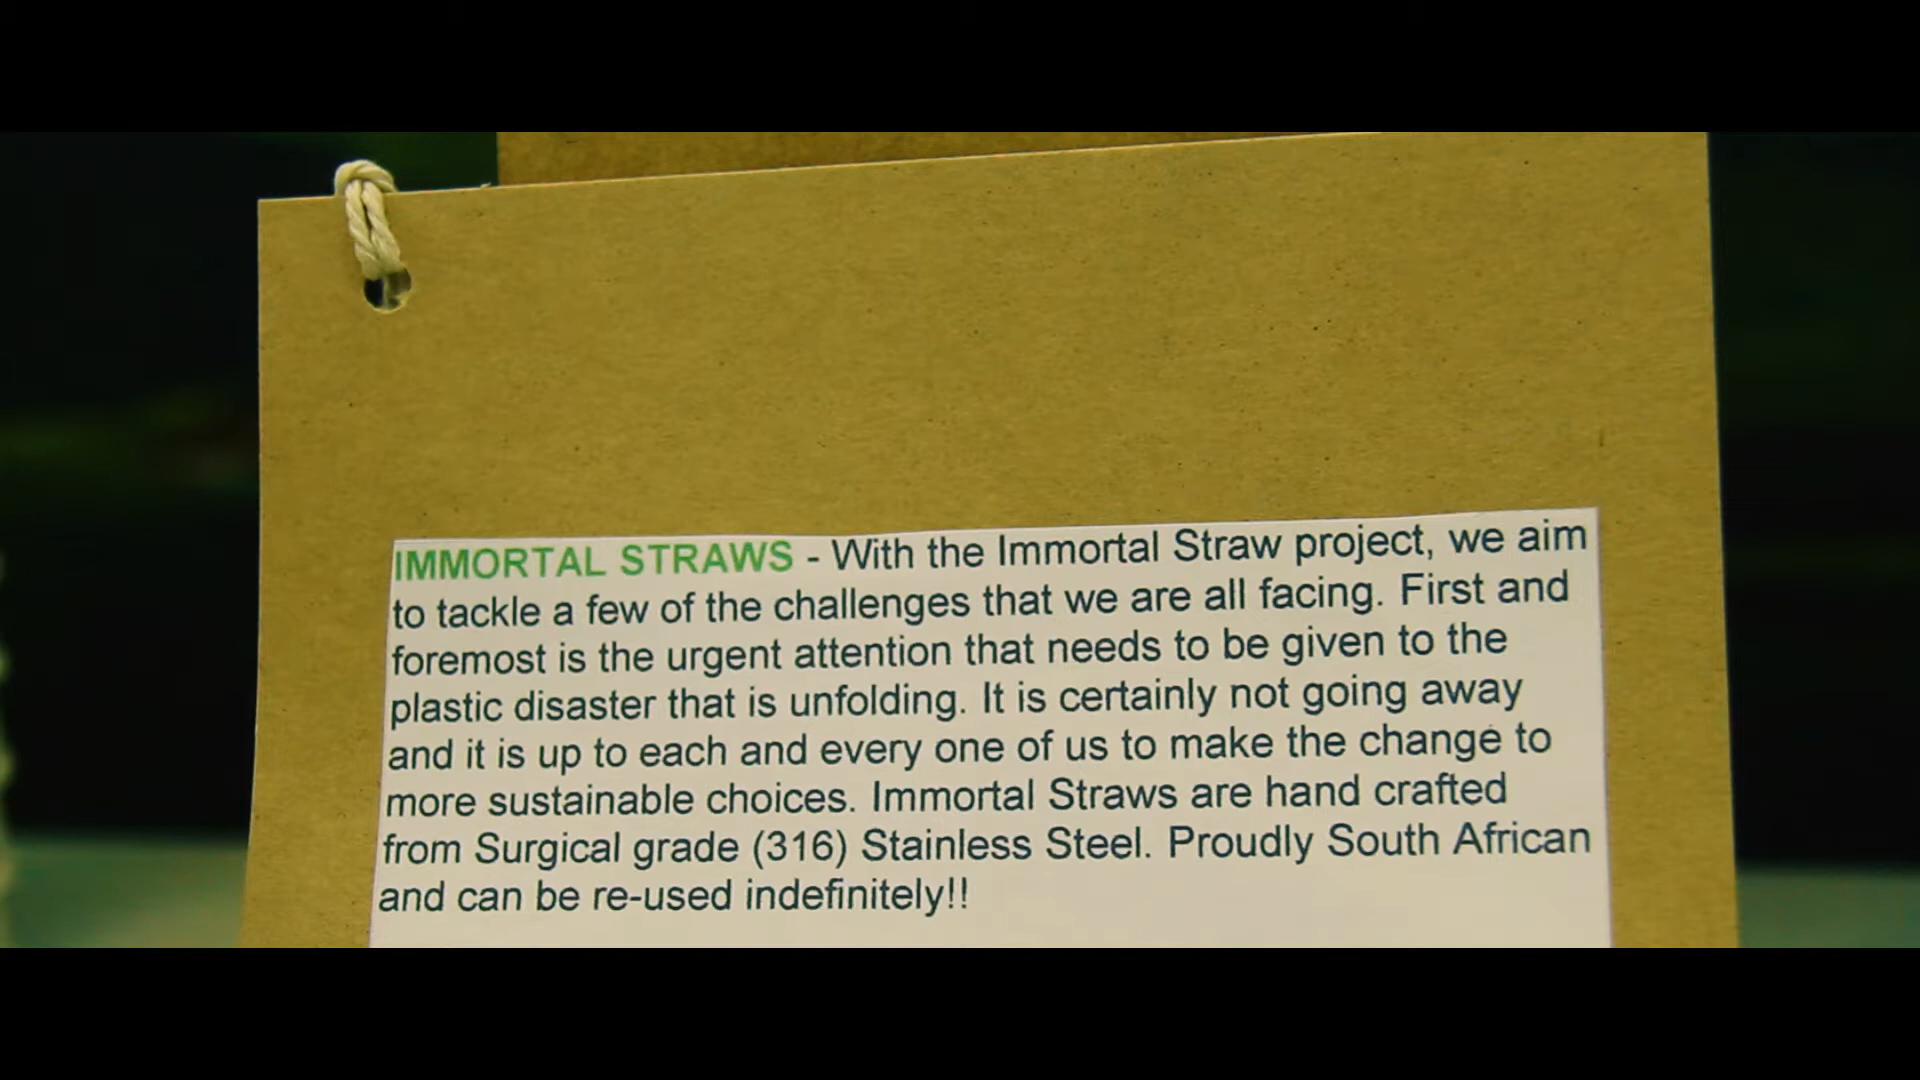 IMMORTAL STRAWS - With the Immortal Straw project, we aim
to tackle a few of the challenges that we are all facing. First and
foremost is the urgent attention that needs to be given to the
plastic disaster that is unfolding. It is certainly not going away
and it is up to each and every one of us to make the change to
more sustainable choices. Immortal Straws are hand crafted
from Surgical grade (316) Stainless Steel. Proudly South African
and can be re-used indefinitely!!